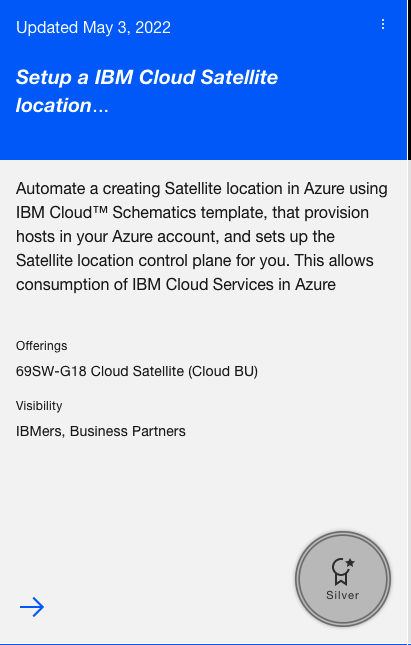 Updated May 3, 2022
Setup a IBM Cloud Satellite
location...
Automate a creating Satellite location in Azure using
IBM Cloud™ Schematics template, that provision
hosts in your Azure account, and sets up the
Satellite location control plane for you. This allows
consumption of IBM Cloud Services in Azure
Offerings
69SW-G18 Cloud Satellite (Cloud BU)
Visibility
IBMers, Business Partners
Silver